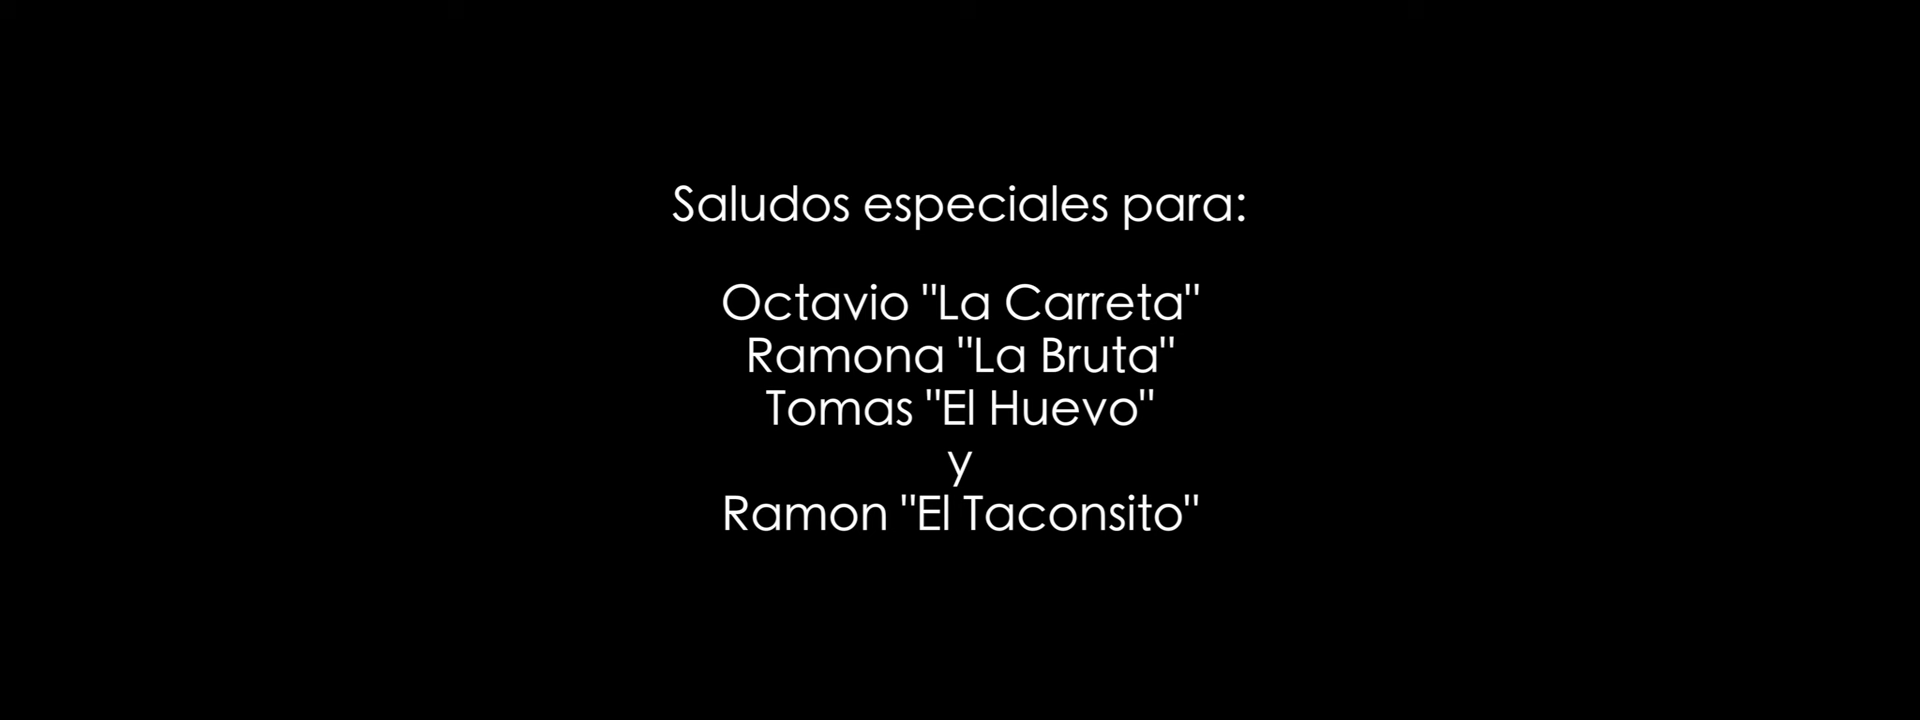 Saludos especiales para:
Octavio "La Carreta"
Ramona "La Bruta"
Tomas "El Huevo"
y
Ramon "El Taconsito"